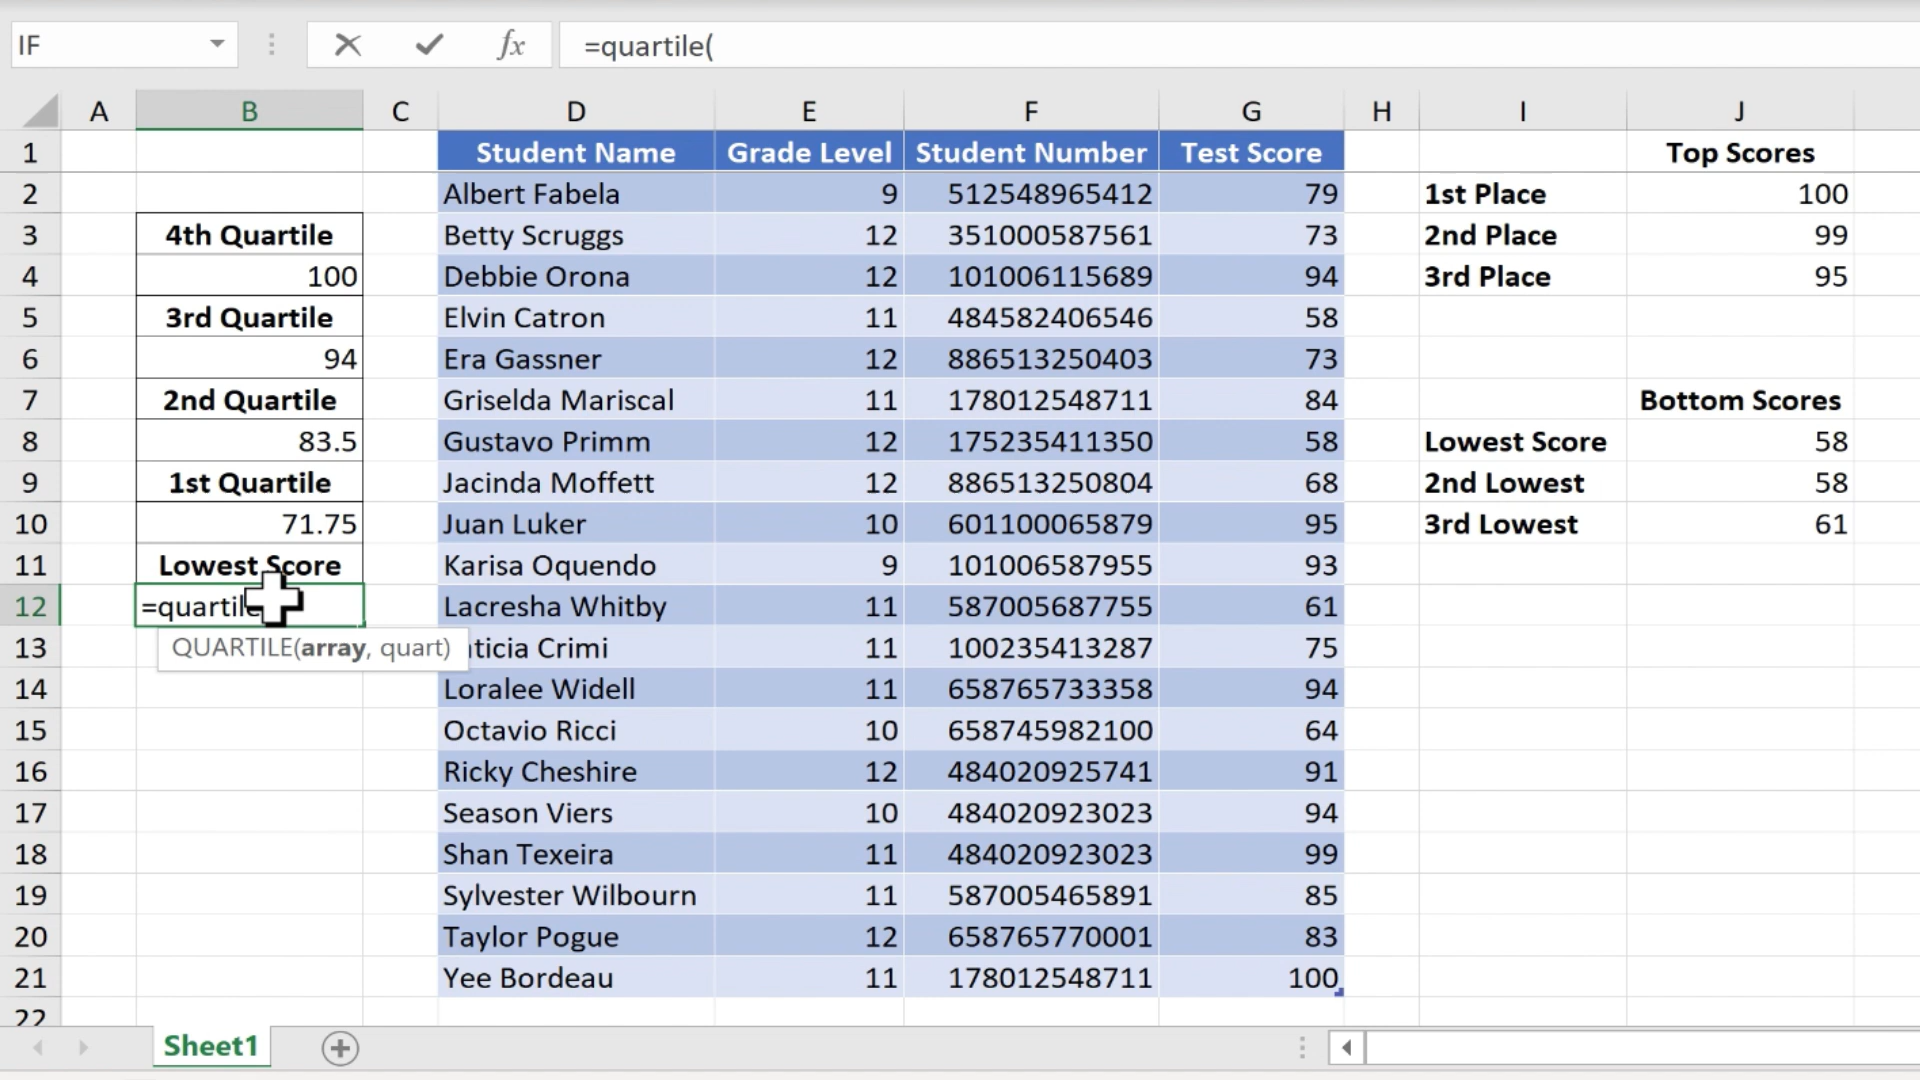 IF =quartile(
A B C D E F G H I J
1 Student Name Grade Level Student Number Test Score Top Scores
2 Albert Fabela 9 512548965412 79 1st Place 100
3 4th Quartile Betty Scruggs 12 351000587561 73 2nd Place 99
4 100 Debbie Orona 12 101006115689 94 3rd Place 95
5 3rd Quartile Elvin Catron 11 484582406546 58
6 94 Era Gassner 12 886513250403 73
7 2nd Quartile Griselda Mariscal 11 178012548711 84 Bottom Scores
8 83.5 Gustavo Primm 12 175235411350 58 Lowest Score 58
9 1st Quartile Jacinda Moffett 12 886513250804 68 2nd Lowest 58
10 71.75 Juan Luker 10 601100065879 95 3rd Lowest 61
11 Lowest Score Karisa Oquendo 9 101006587955 93
12 =quartile Lacresha Whitby 11 587005687755 61
13 QUARTILE(array, quart) ticia Crimi 11 100235413287 75
14 Loralee Widell 11 658765733358 94
15 Octavio Ricci 10 658745982100 64
16 Ricky Cheshire 12 484020925741 91
17 Season Viers 10 484020923023 94
18 Shan Texeira 11 484020923023 99
19 Sylvester Wilbourn 11 587005465891 85
20 Taylor Pogue 12 658765770001 83
21 Yee Bordeau 11 178012548711 100
22
Sheet1